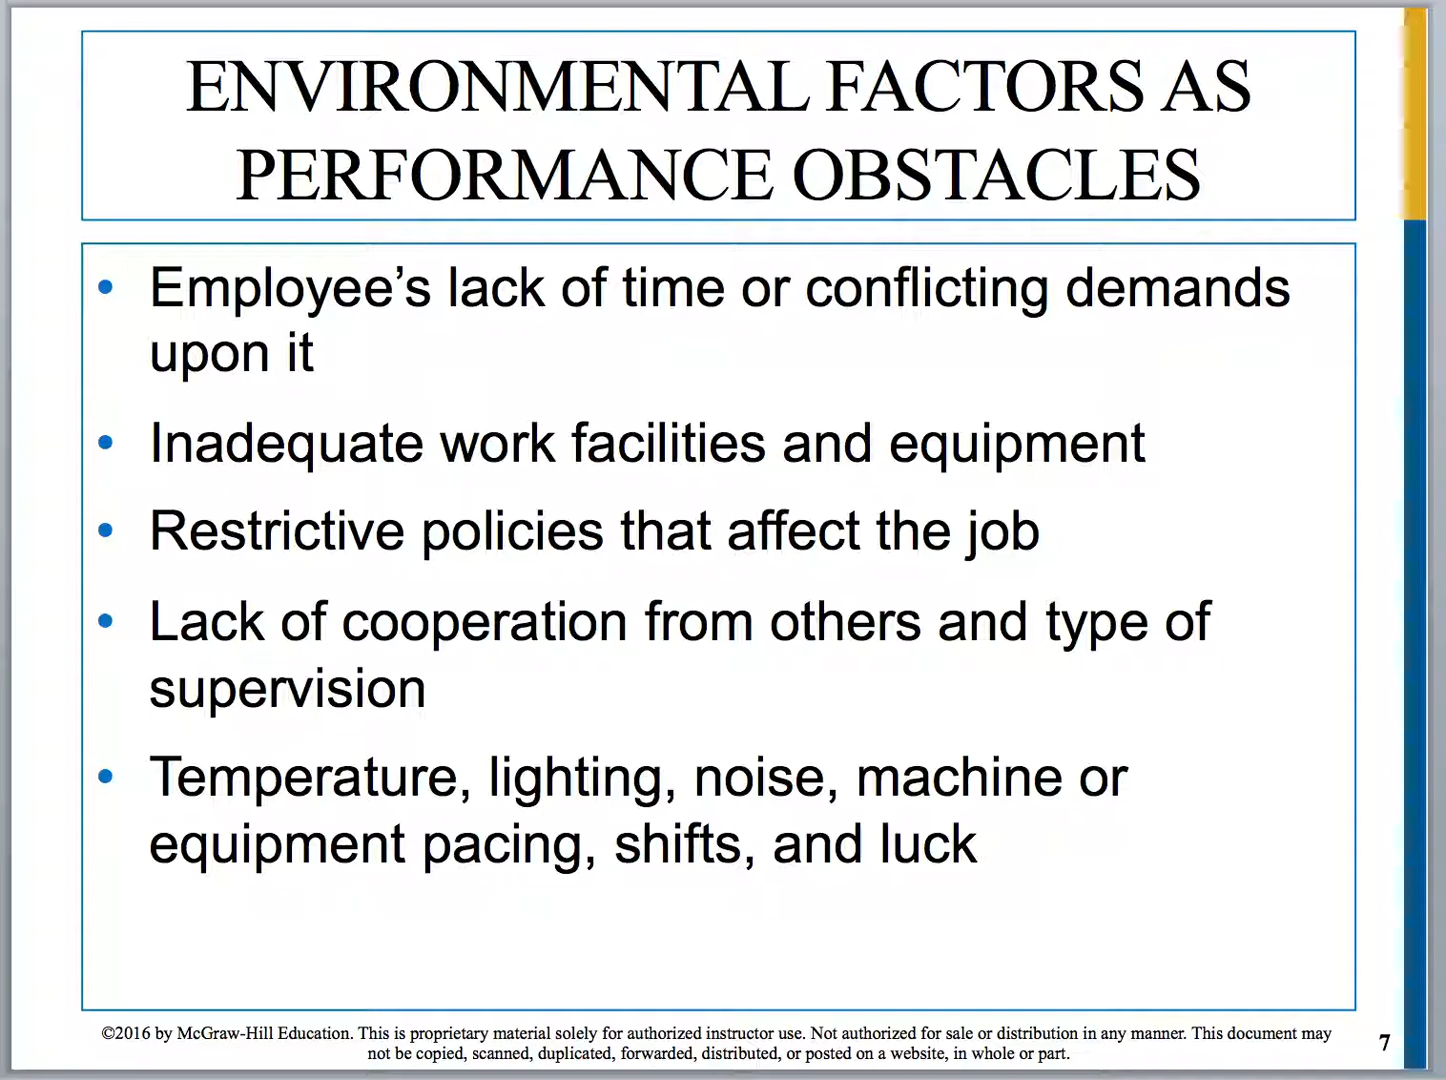 ENVIRONMENTAL FACTORS AS
PERFORMANCE OBSTACLES
• Employee’s lack of time or conflicting demands
upon it
• Inadequate work facilities and equipment
• Restrictive policies that affect the job
• Lack of cooperation from others and type of
supervision
• Temperature, lighting, noise, machine or
equipment pacing, shifts, and luck
©2016 by McGraw-Hill Education. This is proprietary material solely for authorized instructor use. Not authorized for sale or distribution in any manner. This document may
not be copied, scanned, duplicated, forwarded, distributed, or posted on a website, in whole or part.
7